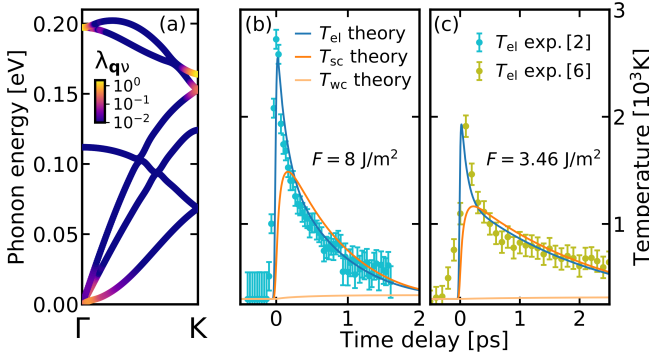 (a)
(b)
(c)
λqν
10⁰
10⁻¹
10⁻²
Phonon energy [eV]
0.20
0.15
0.10
0.05
0.00
Γ
K
Tel theory
Tsc theory
Twc theory
F = 8 J/m²
Tel exp. [2]
Tel exp. [6]
F = 3.46 J/m²
0
1
0
1
2
Time delay [ps]
3
2
1
0
Temperature [10³K]